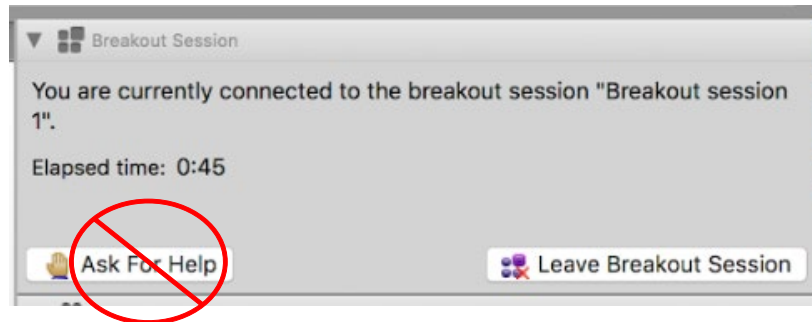 Breakout Session
You are currently connected to the breakout session "Breakout session
1".
Elapsed time: 0:45
Ask For Help
Leave Breakout Session